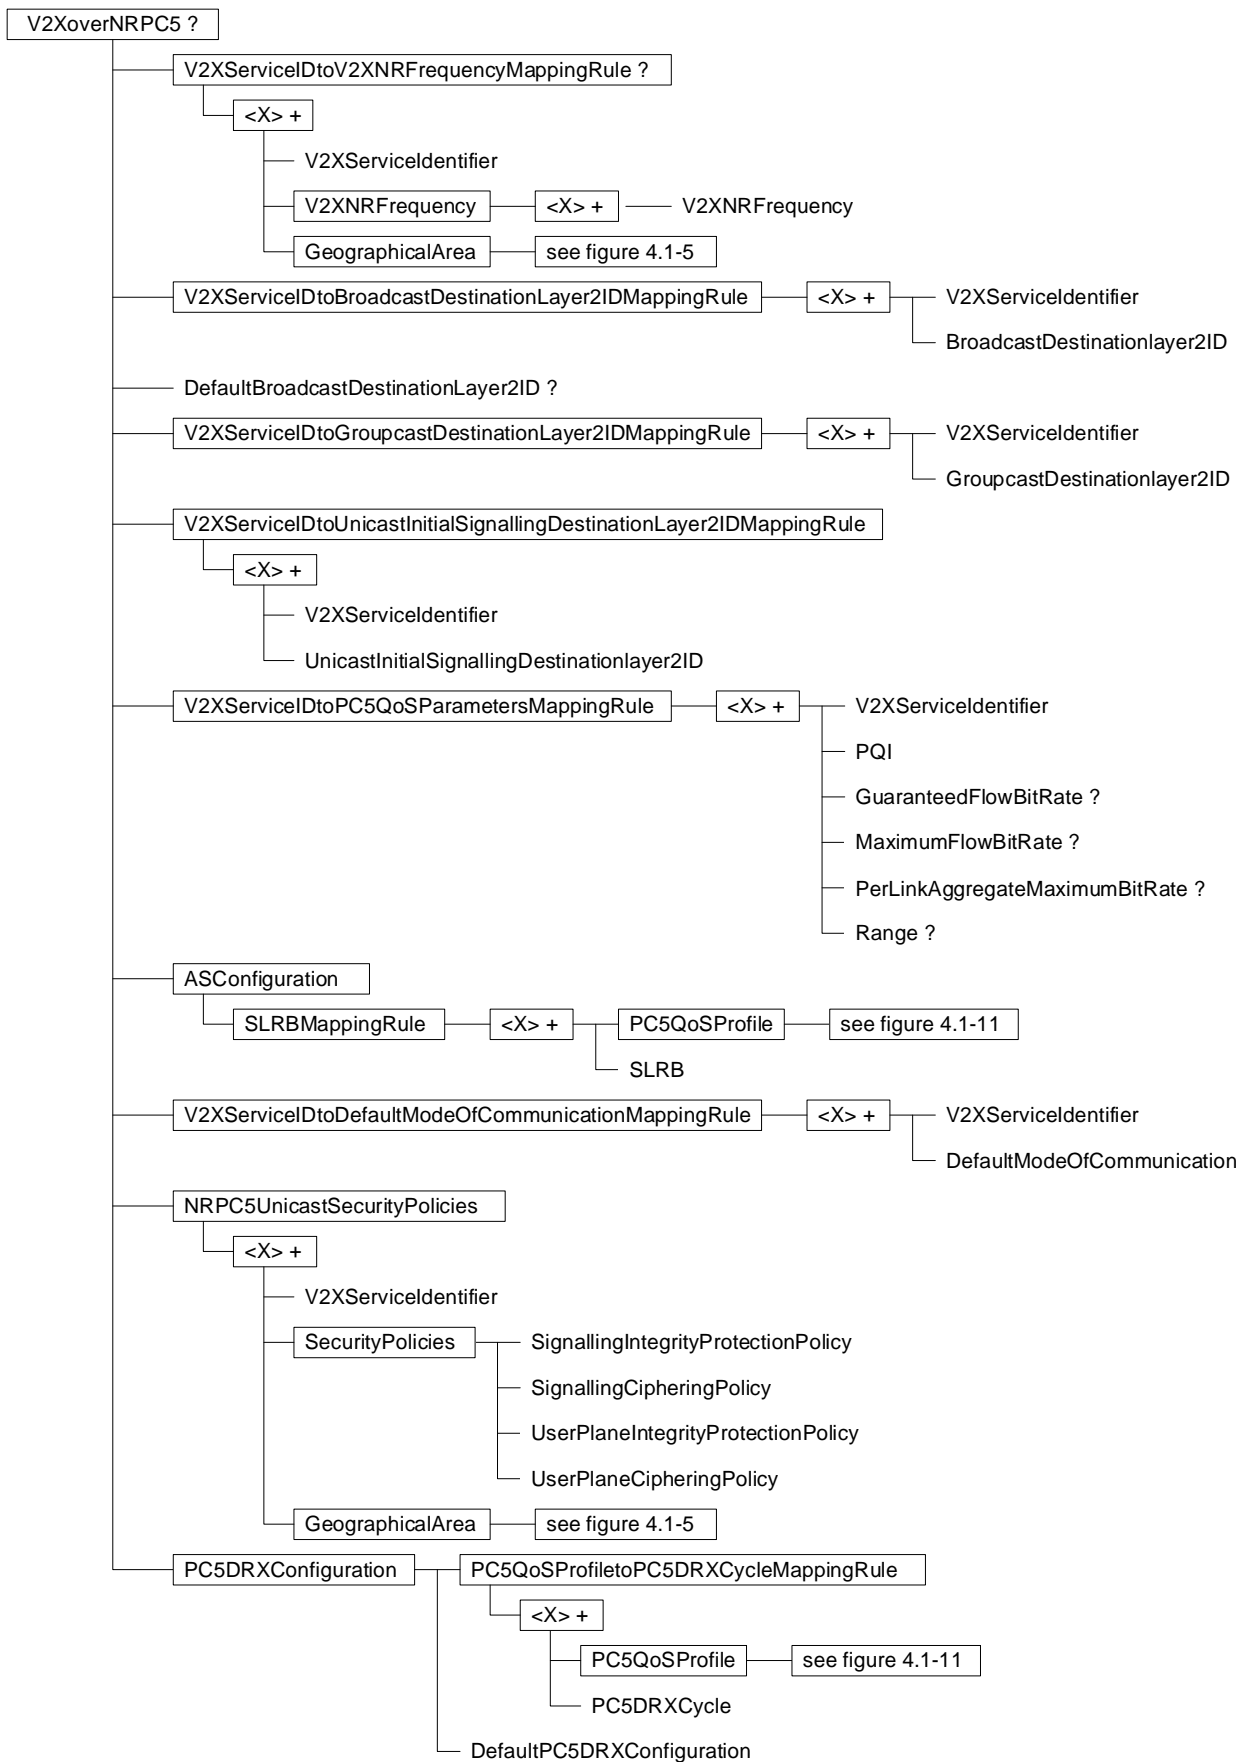 V2XoverNRPC5 ?
V2XServiceIDtoV2XNRFrequencyMappingRule ?
<X> +
V2XServiceIdentifier
V2XNRFrequency <X> + V2XNRFrequency
GeographicalArea see figure 4.1-5
V2XServiceIDtoBroadcastDestinationLayer2IDMappingRule <X> + V2XServiceIdentifier
BroadcastDestinationlayer2ID
DefaultBroadcastDestinationLayer2ID ?
V2XServiceIDtoGroupcastDestinationLayer2IDMappingRule <X> + V2XServiceIdentifier
GroupcastDestinationlayer2ID
V2XServiceIDtoUnicastInitialSignallingDestinationLayer2IDMappingRule
<X> +
V2XServiceIdentifier
UnicastInitialSignallingDestinationlayer2ID
V2XServiceIDtoPC5QoSParametersMappingRule <X> + V2XServiceIdentifier
PQI
GuaranteedFlowBitRate ?
MaximumFlowBitRate ?
PerLinkAggregateMaximumBitRate ?
Range ?
ASConfiguration
SLRBMappingRule <X> + PC5QoSProfile see figure 4.1-11
SLRB
V2XServiceIDtoDefaultModeOfCommunicationMappingRule <X> + V2XServiceIdentifier
DefaultModeOfCommunication
NRPC5UnicastSecurityPolicies
<X> +
V2XServiceIdentifier
SecurityPolicies SignallingIntegrityProtectionPolicy
SignallingCipheringPolicy
UserPlaneIntegrityProtectionPolicy
UserPlaneCipheringPolicy
GeographicalArea see figure 4.1-5
PC5DRXConfiguration PC5QoSProfiletoPC5DRXCycleMappingRule
<X> +
PC5QoSProfile see figure 4.1-11
PC5DRXCycle
DefaultPC5DRXConfiguration